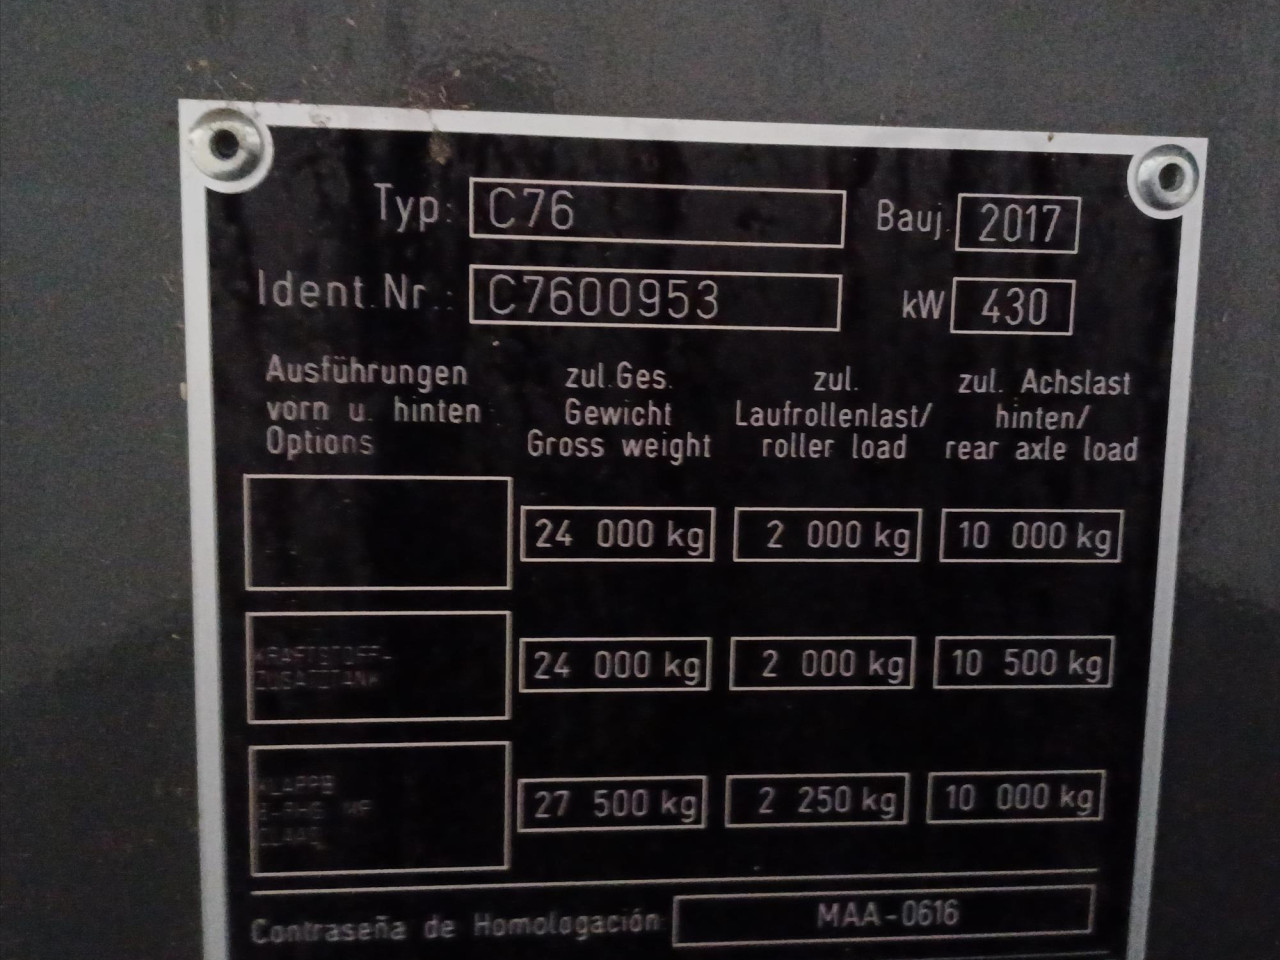 Typ: C76 Bauj. 2017
Ident.Nr.: C7600953 kW 430
Ausführungen zul.Ges. zul. zul. Achslast
vorn u. hinten Gewicht Laufrollenlast/ hinten/
Options Gross weight roller load rear axle load
24 000 kg 2 000 kg 10 000 kg
KRAFTSTOFF-
ZUSATZTANK
24 000 kg 2 000 kg 10 500 kg
27 500 kg 2 250 kg 10 000 kg
Contraseña de Homologación MAA-0616